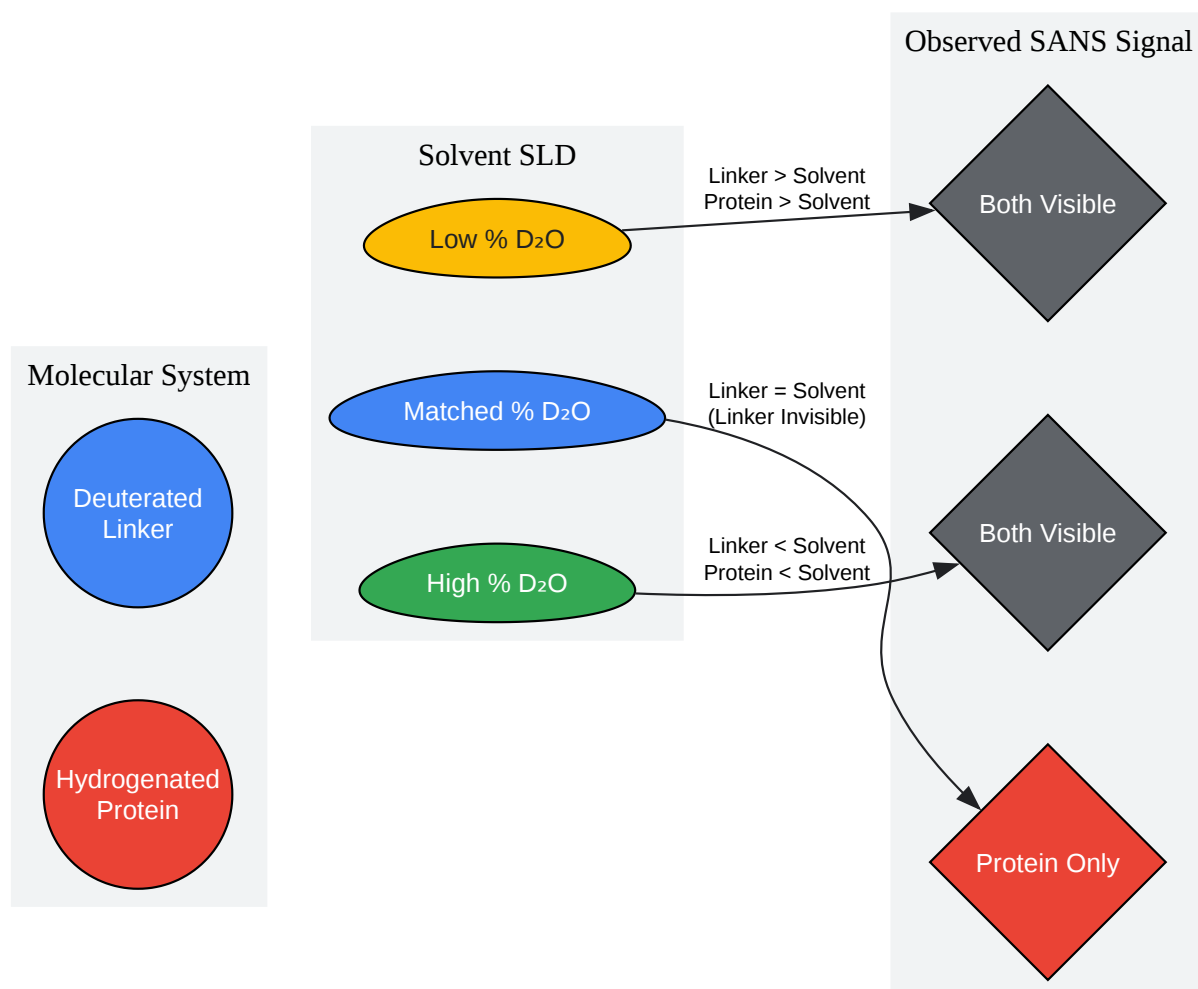 Molecular System
Deuterated
Linker
Hydrogenated
Protein
Solvent SLD
Low % D₂O
Matched % D₂O
High % D₂O
Linker > Solvent
Protein > Solvent
Linker = Solvent
(Linker Invisible)
Linker < Solvent
Protein < Solvent
Observed SANS Signal
Both Visible
Both Visible
Protein Only